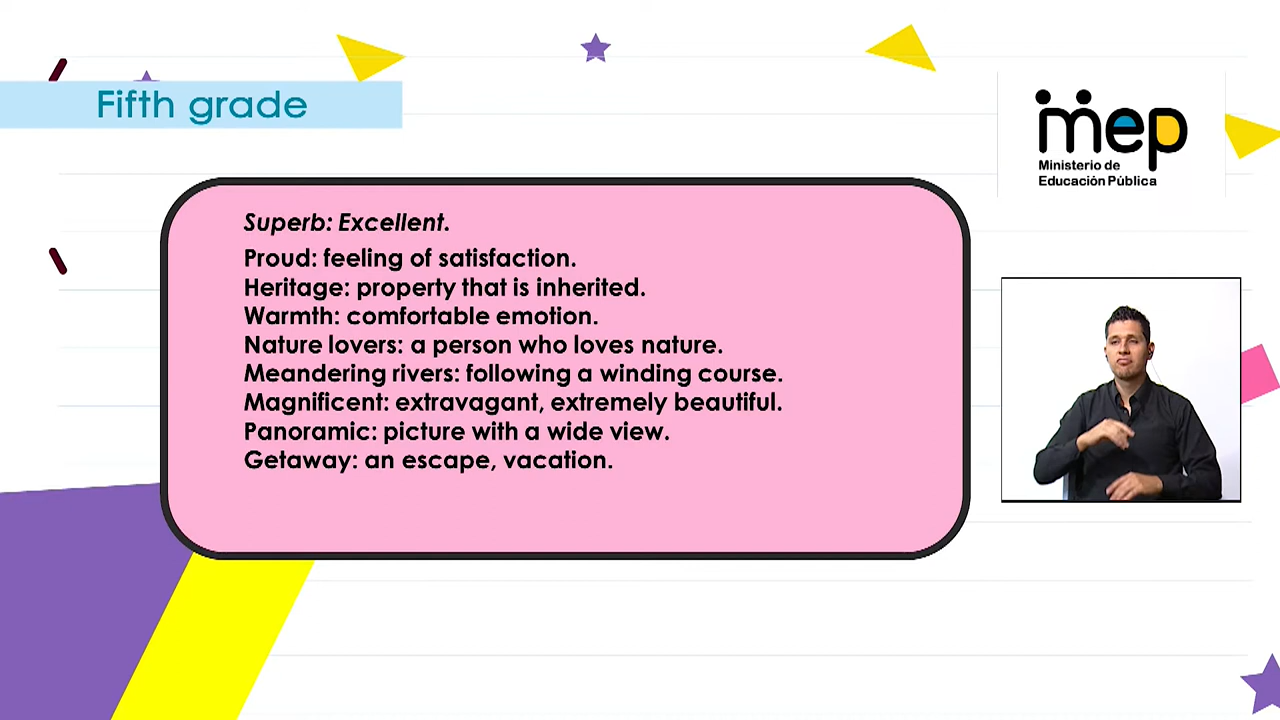 Fifth grade
mep
Ministerio de
Educación Pública
Superb: Excellent.
Proud: feeling of satisfaction.
Heritage: property that is inherited.
Warmth: comfortable emotion.
Nature lovers: a person who loves nature.
Meandering rivers: following a winding course.
Magnificent: extravagant, extremely beautiful.
Panoramic: picture with a wide view.
Getaway: an escape, vacation.